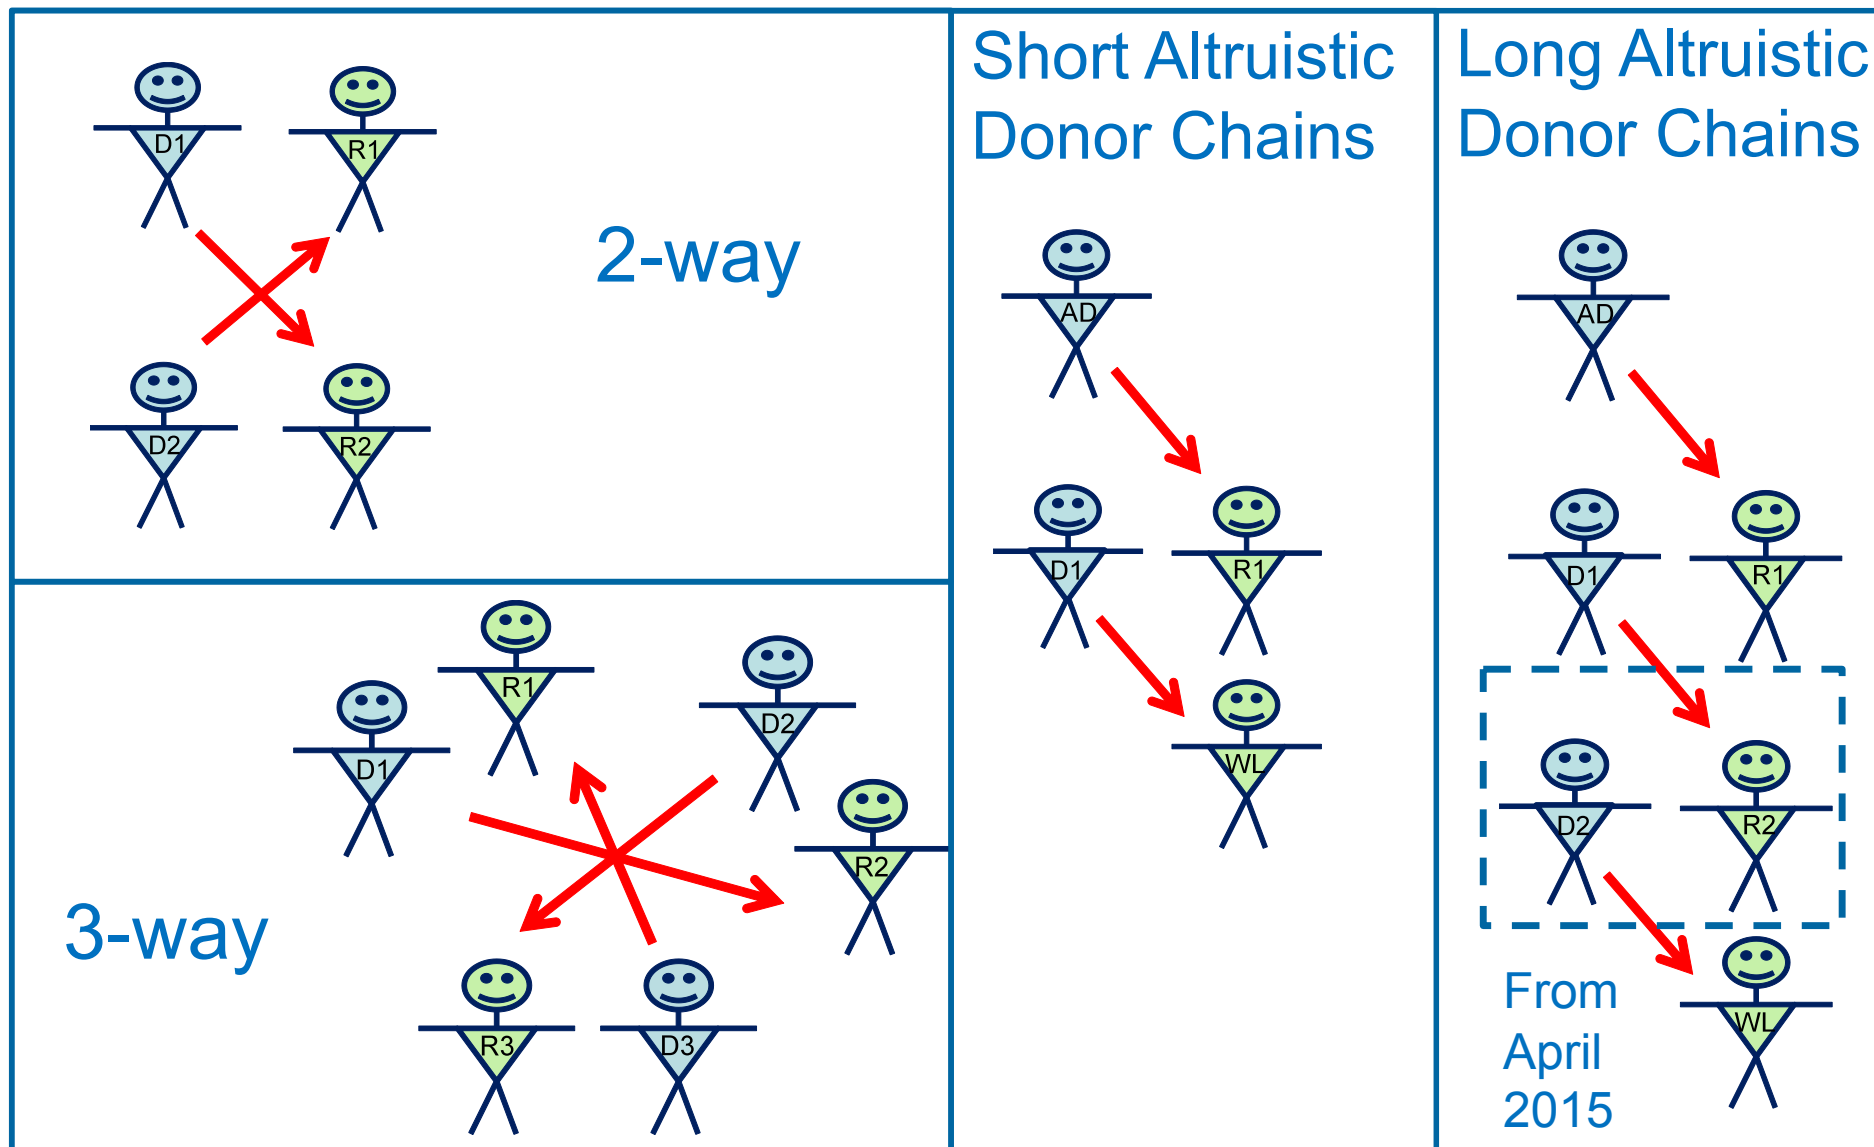 D1
R1
2-way
D2
R2
R1
D2
D1
R2
3-way
R3
D3
Short Altruistic
Donor Chains
AD
D1
R1
WL
Long Altruistic
Donor Chains
AD
D1
R1
D2
R2
From
April
2015
WL